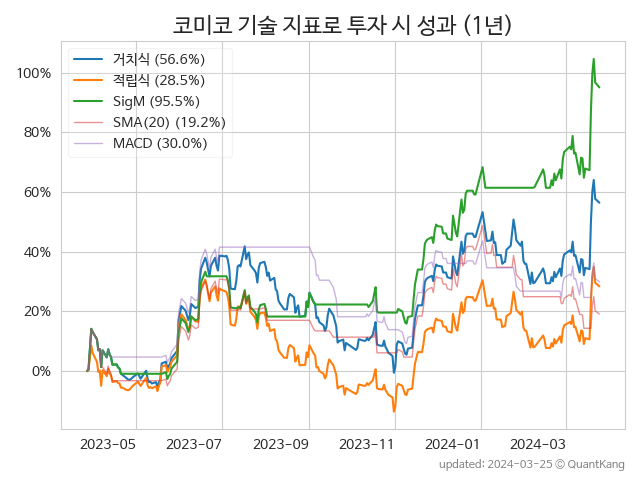 코미코 기술 지표로 투자 시 성과 (1년)
거치식 (56.6%)
적립식 (28.5%)
SigM (95.5%)
SMA(20) (19.2%)
MACD (30.0%)
100%
80%
60%
40%
20%
0%
2023-05 2023-07 2023-09 2023-11 2024-01 2024-03
updated: 2024-03-25 © QuantKang